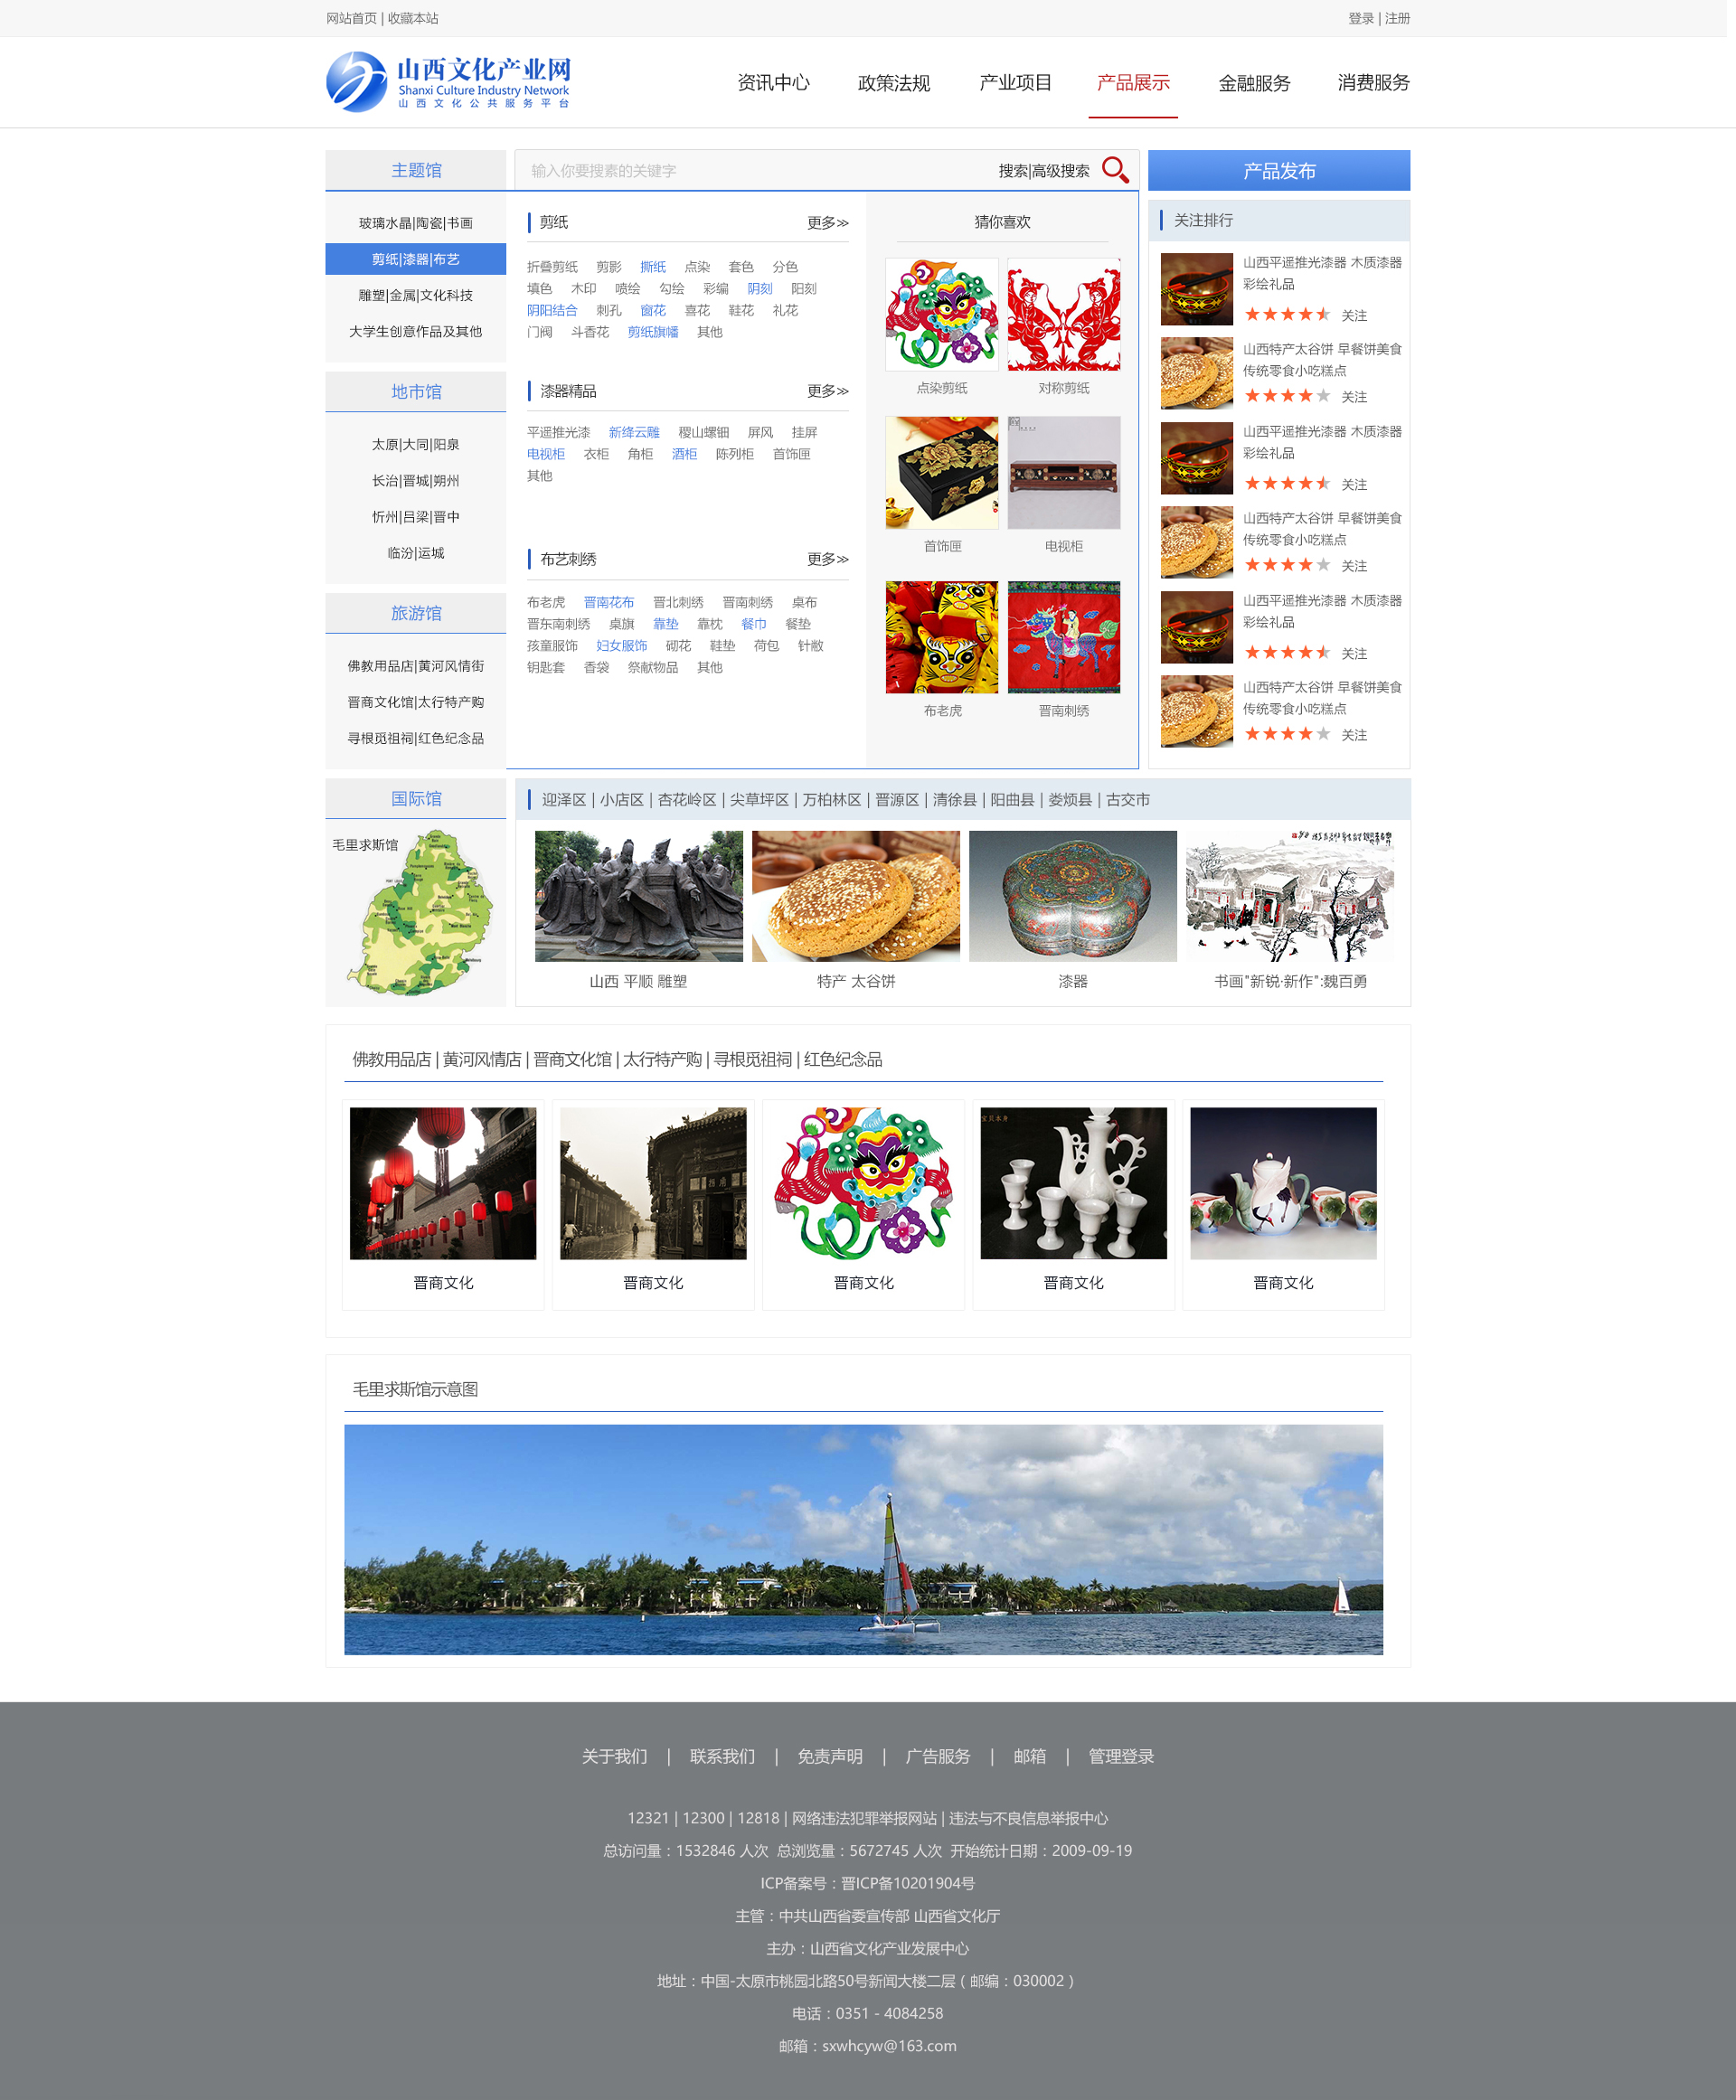 网站首页 | 收藏本站
登录 | 注册
山西文化产业网
Shanxi Culture Industry Network
山西文化公共服务平台
资讯中心
政策法规
产业项目
产品展示
金融服务
消费服务
主题馆
玻璃水晶|陶瓷|书画
剪纸|漆器|布艺
雕塑|金属|文化科技
大学生创意作品及其他
地市馆
太原|大同|阳泉
长治|晋城|朔州
忻州|吕梁|晋中
临汾|运城
旅游馆
佛教用品店|黄河风情街
晋商文化馆|太行特产购
寻根觅祖祠|红色纪念品
输入你要搜素的关键字
搜索|高级搜索
剪纸
更多>>
折叠剪纸 剪影 撕纸 点染 套色 分色
填色 木印 喷绘 勾绘 彩编 阴刻 阳刻
阴阳结合 刺孔 窗花 喜花 鞋花 礼花
门阀 斗香花 剪纸旗幡 其他
漆器精品
更多>>
平遥推光漆 新绛云雕 稷山螺钿 屏风 挂屏
电视柜 衣柜 角柜 酒柜 陈列柜 首饰匣
其他
布艺刺绣
更多>>
布老虎 晋南花布 晋北刺绣 晋南刺绣 桌布
晋东南刺绣 桌旗 靠垫 靠枕 餐巾 餐垫
孩童服饰 妇女服饰 砌花 鞋垫 荷包 针黹
钥匙套 香袋 祭献物品 其他
猜你喜欢
点染剪纸
对称剪纸
首饰匣
电视柜
布老虎
晋南刺绣
产品发布
关注排行
山西平遥推光漆器 木质漆器
彩绘礼品
关注
山西特产太谷饼 早餐饼美食
传统零食小吃糕点
关注
山西平遥推光漆器 木质漆器
彩绘礼品
关注
山西特产太谷饼 早餐饼美食
传统零食小吃糕点
关注
山西平遥推光漆器 木质漆器
彩绘礼品
关注
山西特产太谷饼 早餐饼美食
传统零食小吃糕点
关注
国际馆
毛里求斯馆
迎泽区 | 小店区 | 杏花岭区 | 尖草坪区 | 万柏林区 | 晋源区 | 清徐县 | 阳曲县 | 娄烦县 | 古交市
山西 平顺 雕塑
特产 太谷饼
漆器
书画"新锐·新作":魏百勇
佛教用品店 | 黄河风情店 | 晋商文化馆 | 太行特产购 | 寻根觅祖祠 | 红色纪念品
晋商文化
晋商文化
晋商文化
晋商文化
晋商文化
毛里求斯馆示意图
关于我们 | 联系我们 | 免责声明 | 广告服务 | 邮箱 | 管理登录
12321 | 12300 | 12818 | 网络违法犯罪举报网站 | 违法与不良信息举报中心
总访问量：1532846 人次 总浏览量：5672745 人次 开始统计日期：2009-09-19
ICP备案号：晋ICP备10201904号
主管：中共山西省委宣传部 山西省文化厅
主办：山西省文化产业发展中心
地址：中国-太原市桃园北路50号新闻大楼二层（邮编：030002）
电话：0351 - 4084258
邮箱：sxwhcyw@163.com